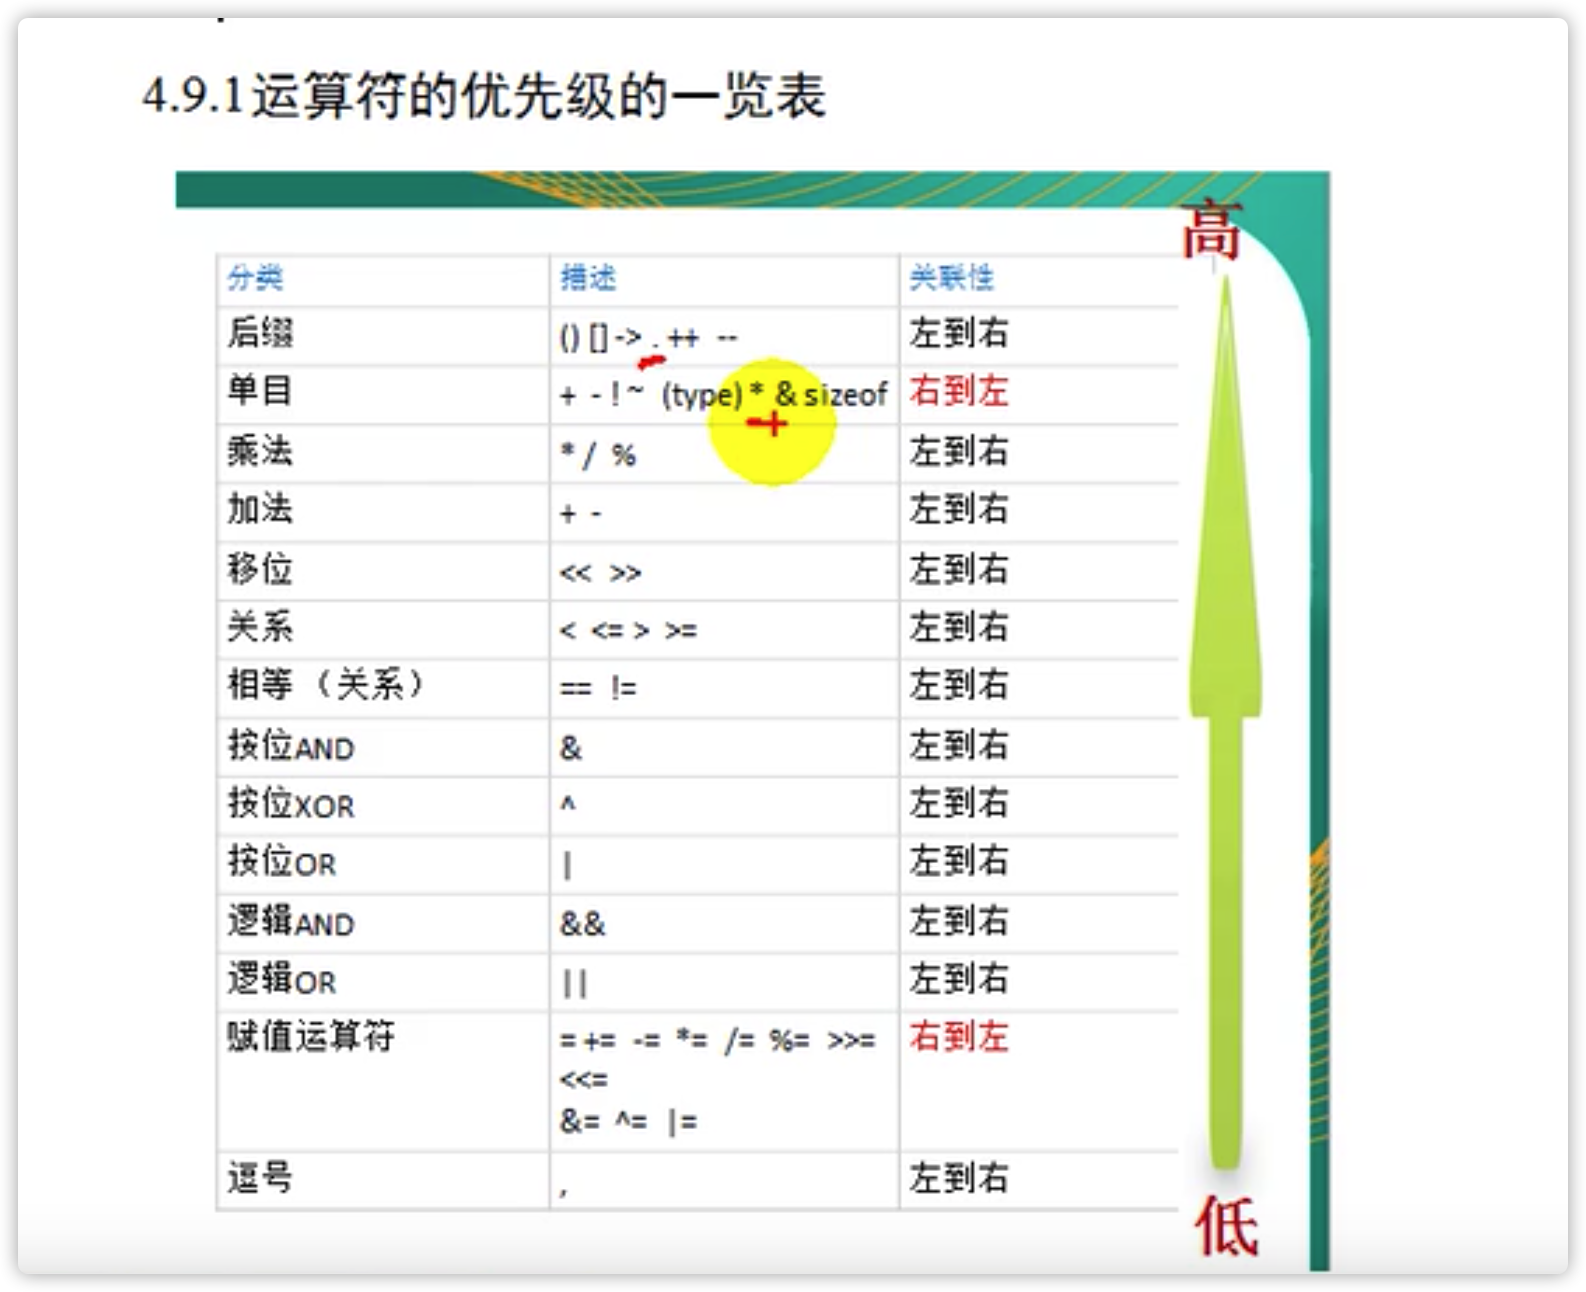 4.9.1运算符的优先级的一览表
高
分类 描述 关联性
后缀 () [] -> . ++ -- 左到右
单目 + - ! ~ (type) * & sizeof 右到左
乘法 * / % 左到右
加法 + - 左到右
移位 << >> 左到右
关系 < <= > >= 左到右
相等（关系） == != 左到右
按位AND & 左到右
按位XOR ^ 左到右
按位OR | 左到右
逻辑AND && 左到右
逻辑OR || 左到右
赋值运算符 = += -= *= /= %= >>= 右到左
<<=
&= ^= |=
逗号 , 左到右
低